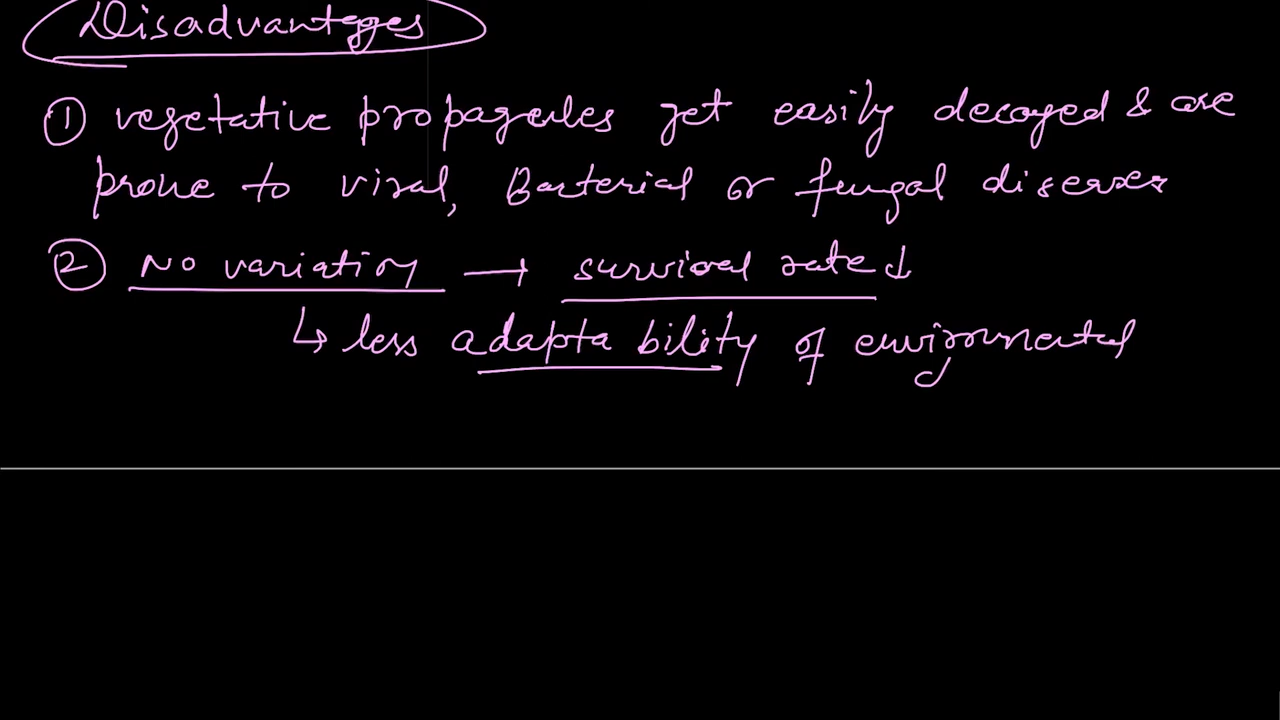 Disadvantages
① vegetative propagules get easily decayed & are
prone to viral, Bacterial or fungal diseases
② No variation → survival rate ↓
↳ less adaptability of environmental